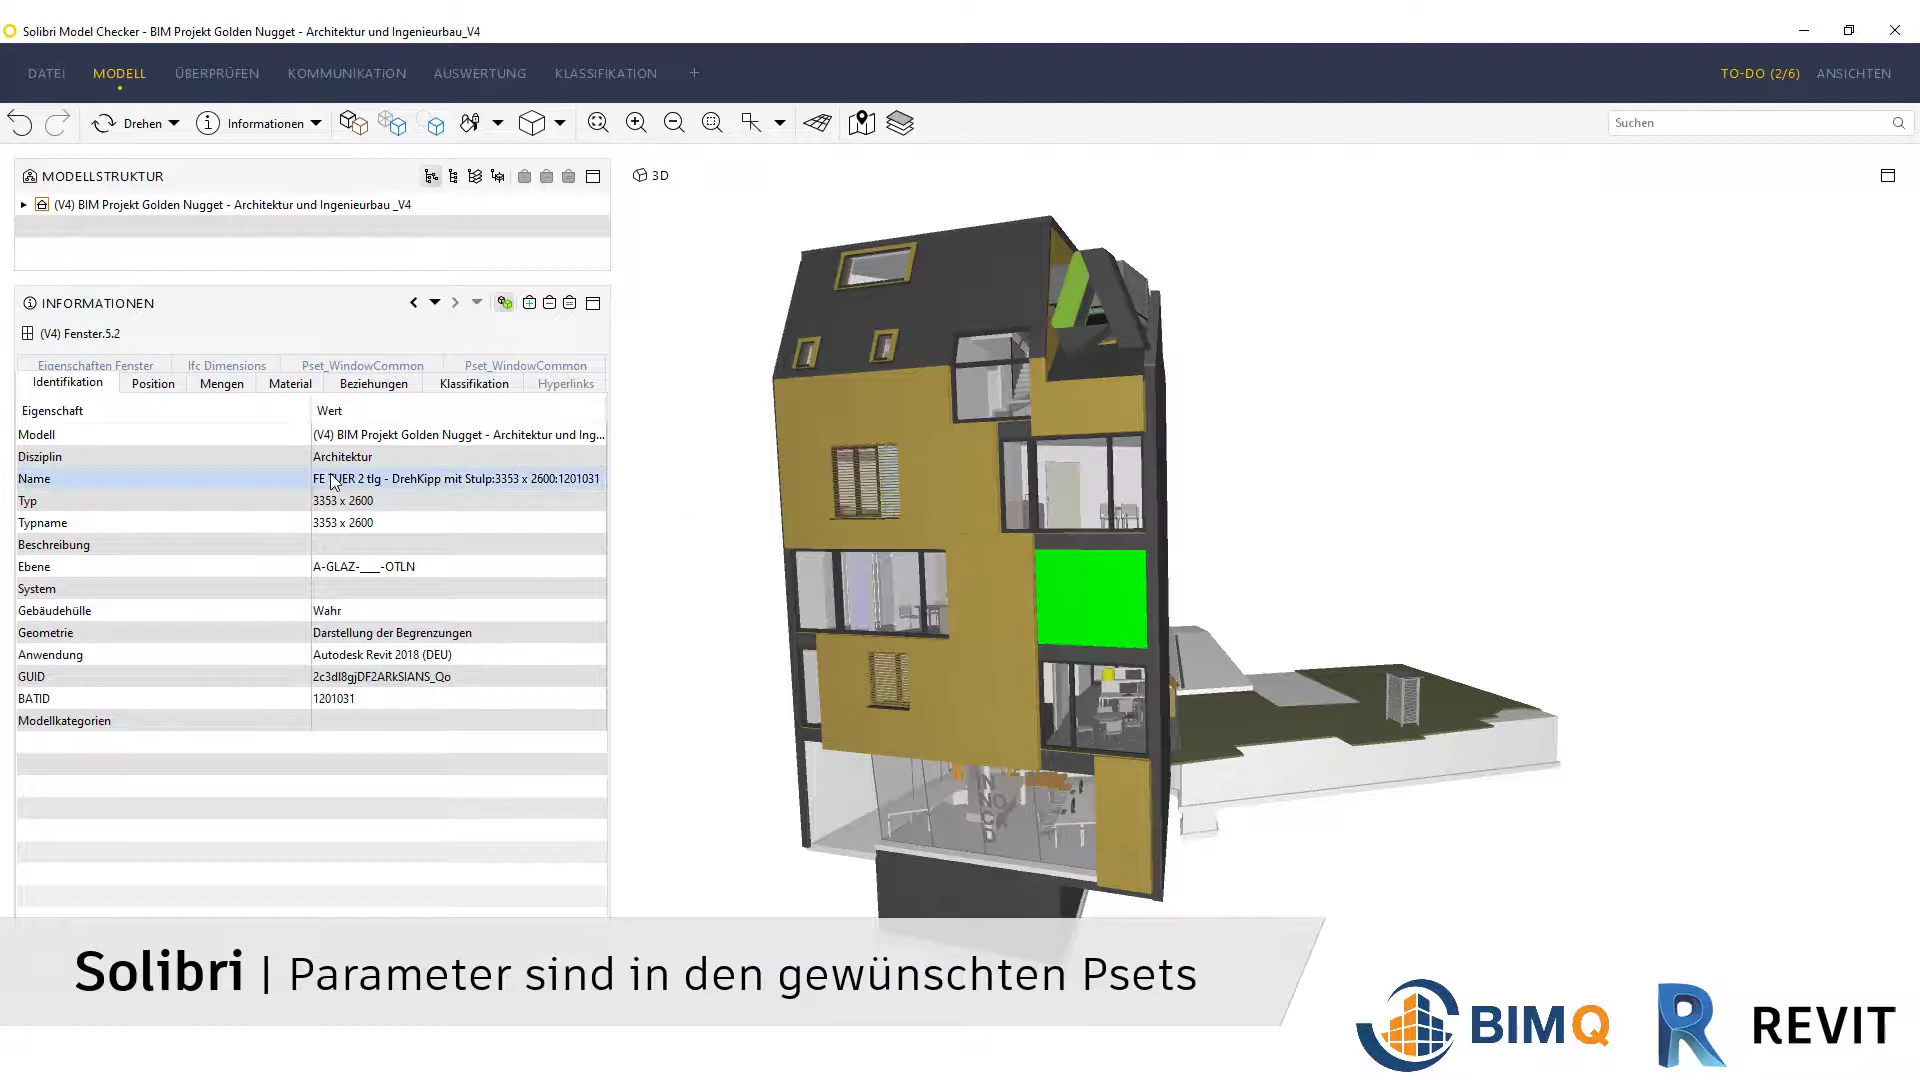 Solibri Model Checker - BIM Projekt Golden Nugget - Architektur und Ingenieurbau_V4
DATEI MODELL ÜBERPRÜFEN KOMMUNIKATION AUSWERTUNG KLASSIFIKATION + TO-DO (2/6) ANSICHTEN
Drehen Informationen Suchen
MODELLSTRUKTUR
3D
(V4) BIM Projekt Golden Nugget - Architektur und Ingenieurbau _V4
INFORMATIONEN
(V4) Fenster.5.2
Eigenschaften Fenster Ifc Dimensions Pset_WindowCommon Pset_WindowCommon
Identifikation Position Mengen Material Beziehungen Klassifikation Hyperlinks
Eigenschaft Wert
Modell (V4) BIM Projekt Golden Nugget - Architektur und Ing...
Disziplin Architektur
Name FE 2 tlg - DrehKipp mit Stulp:3353 x 2600:1201031
Typ 3353 x 2600
Typname 3353 x 2600
Beschreibung
Ebene A-GLAZ-____-OTLN
System
Gebäudehülle Wahr
Geometrie Darstellung der Begrenzungen
Anwendung Autodesk Revit 2018 (DEU)
GUID 2c3dI8gjDF2ARkSIANS_Qo
BATID 1201031
Modellkategorien
Solibri | Parameter sind in den gewünschten Psets
BIMQ
R REVIT